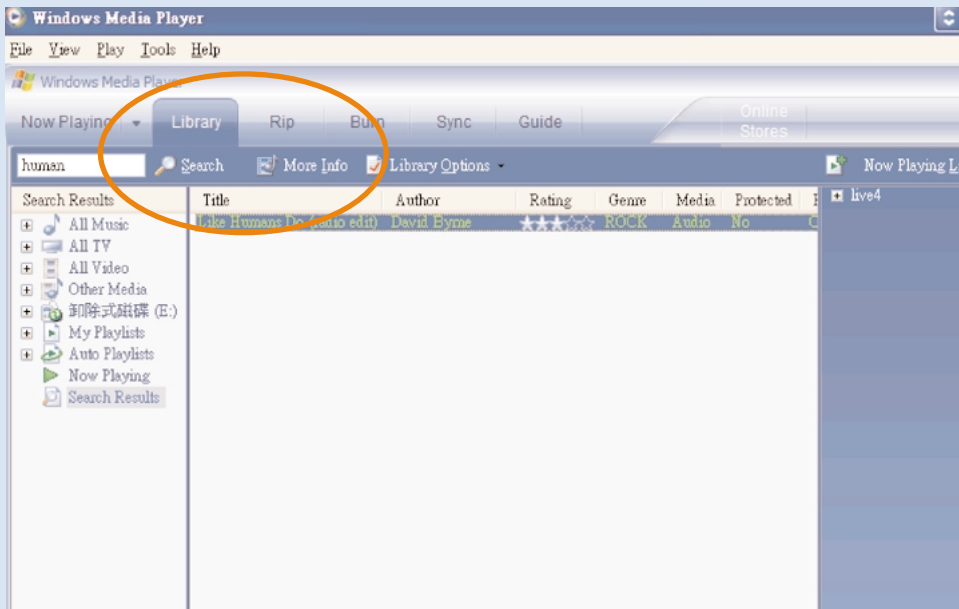 Windows Media Player
File View Play Tools Help
Windows Media Player
Now Playing Library Rip Burn Sync Guide Online Stores
human Search More Info Library Options Now Playing L
Search Results Title Author Rating Genre Media Protected
Like Humans Do (radio edit) David Byrne ROCK Audio No
All Music
All TV
All Video
Other Media
卸除式磁碟 (E:)
My Playlists
Auto Playlists
Now Playing
Search Results
live4